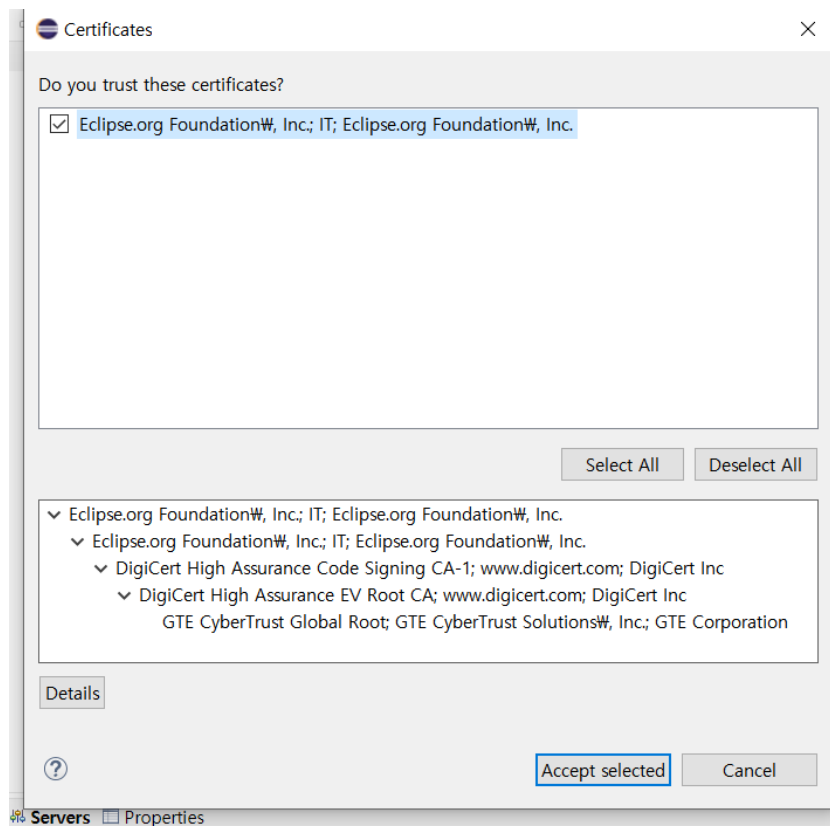 Certificates
Do you trust these certificates?
Eclipse.org Foundation₩, Inc.; IT; Eclipse.org Foundation₩, Inc.
Select All
Deselect All
Eclipse.org Foundation₩, Inc.; IT; Eclipse.org Foundation₩, Inc.
Eclipse.org Foundation₩, Inc.; IT; Eclipse.org Foundation₩, Inc.
DigiCert High Assurance Code Signing CA-1; www.digicert.com; DigiCert Inc
DigiCert High Assurance EV Root CA; www.digicert.com; DigiCert Inc
GTE CyberTrust Global Root; GTE CyberTrust Solutions₩, Inc.; GTE Corporation
Details
Accept selected
Cancel
Servers Properties